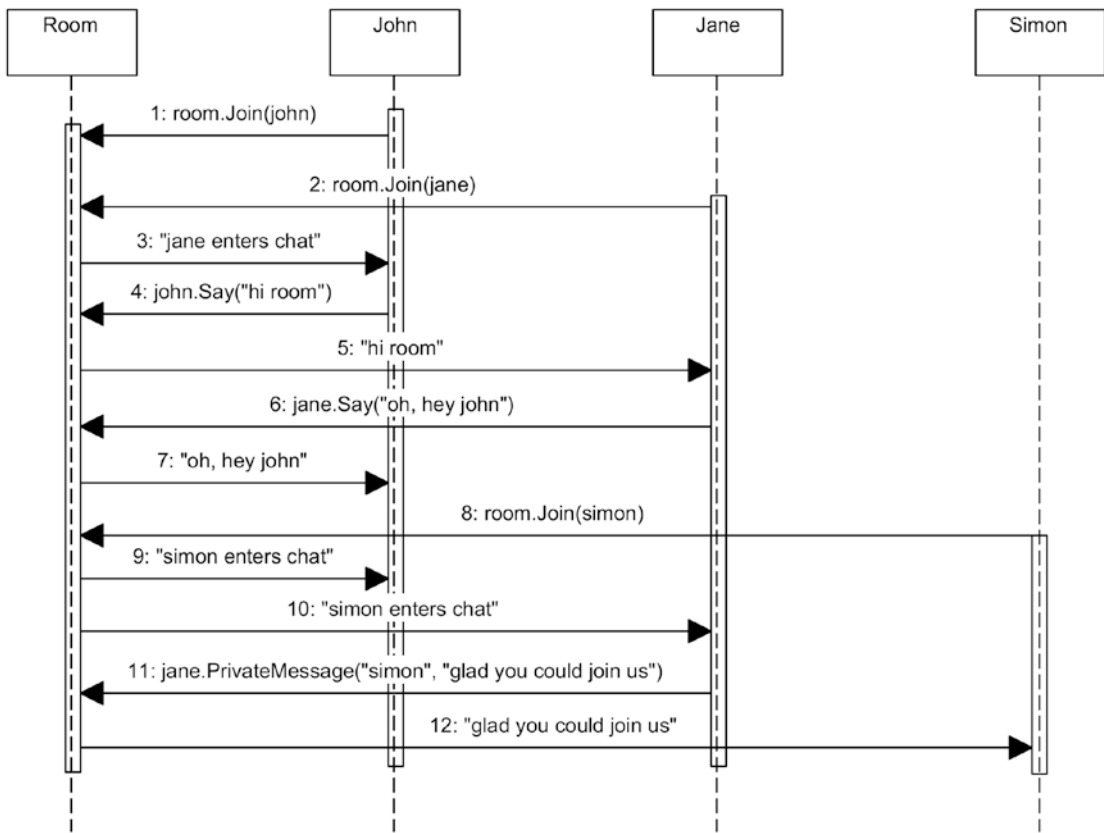 Room
John
Jane
Simon
1: room.Join(john)
2: room.Join(jane)
3: "jane enters chat"
4: john.Say("hi room")
5: "hi room"
6: jane.Say("oh, hey john")
7: "oh, hey john"
8: room.Join(simon)
9: "simon enters chat"
10: "simon enters chat"
11: jane.PrivateMessage("simon", "glad you could join us")
12: "glad you could join us"